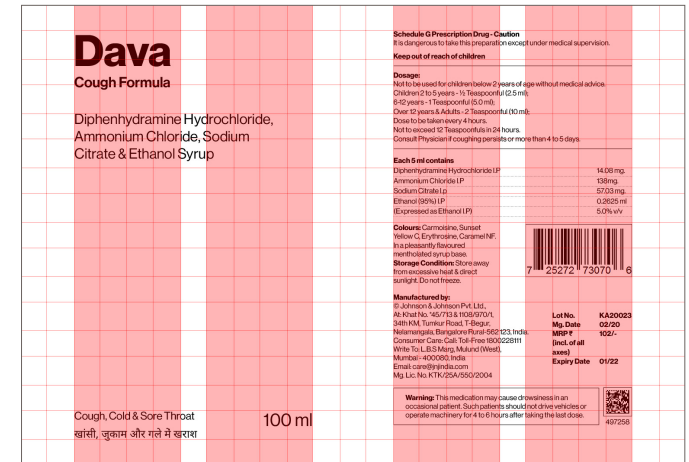 Dava
Cough Formula
Diphenhydramine Hydrochloride,
Ammonium Chloride, Sodium
Citrate & Ethanol Syrup
Cough, Cold & Sore Throat
खांसी, जुकाम और गले में खराश
100 ml
Schedule G Prescription Drug - Caution
It is dangerous to take this preparation except under medical supervision.
Keep out of reach of children
Dosage:
Not to be used for children below 2 years of age without medical advice.
Children 2 to 5 years - ½ Teaspoonful (2.5 ml);
6-12 years - 1 Teaspoonful (5.0 ml);
Over 12 years & Adults - 2 Teaspoonful (10 ml);
Dose to be taken every 4 hours.
Not to exceed 12 Teaspoonfuls in 24 hours.
Consult Physician if coughing persists or more than 4 to 5 days.
Each 5 ml contains
Diphenhydramine Hydrochloride I.P 14.08 mg.
Ammonium Chloride I.P 138mg.
Sodium Citrate I.p 57.03 mg.
Ethanol (95%) I.P 0.2625 ml
(Expressed as Ethanol I.P) 5.0% v/v
Colours: Carmoisine, Sunset
Yellow C, Erythrosine, Caramel NF.
In a pleasantly flavoured
mentholated syrup base.
Storage Condition: Store away
from excessive heat & direct
sunlight. Do not freeze.
7 25272 73070 6
Manufactured by:
© Johnson & Johnson Pvt. Ltd.,
At: Khat No. '45/713 & 1108/970/1,
34th KM, Tumkur Road, T-Begur,
Nelamangala, Bangalore Rural-562 123, India.
Consumer Care: Call: Toll-Free 1800228111
Write To: L.B.S Marg, Mulund (West),
Mumbai - 400080, India
Email: care@jnjindia.com
Mg. Lic. No. KTK/25A/550/2004
Lot No. KA20023
Mg. Date 02/20
MRP ₹ 102/-
(incl. of all
axes)
Expiry Date 01/22
Warning: This medication may cause drowsiness in an
occasional patient. Such patients should not drive vehicles or
operate machinery for 4 to 6 hours after taking the last dose.
497258